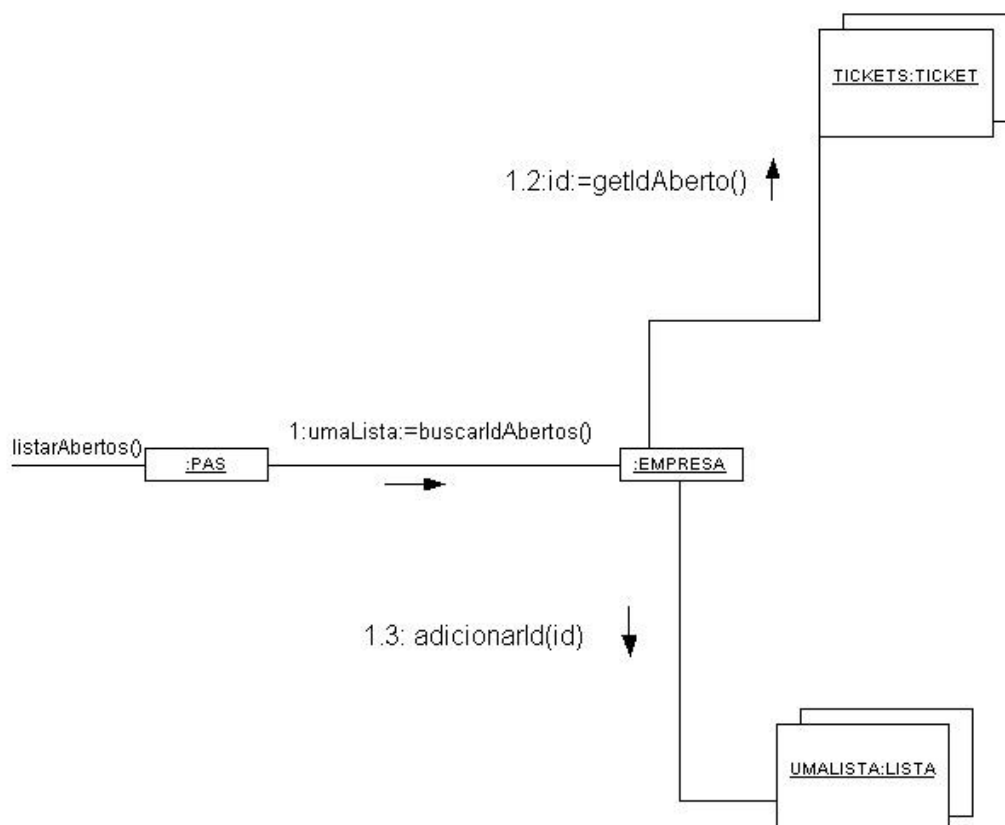 TICKETS:TICKET
1.2:id:=getIdAberto()
listarAbertos()
:PAS
1:umaLista:=buscarIdAbertos()
:EMPRESA
1.3: adicionarId(id)
UMALISTA:LISTA